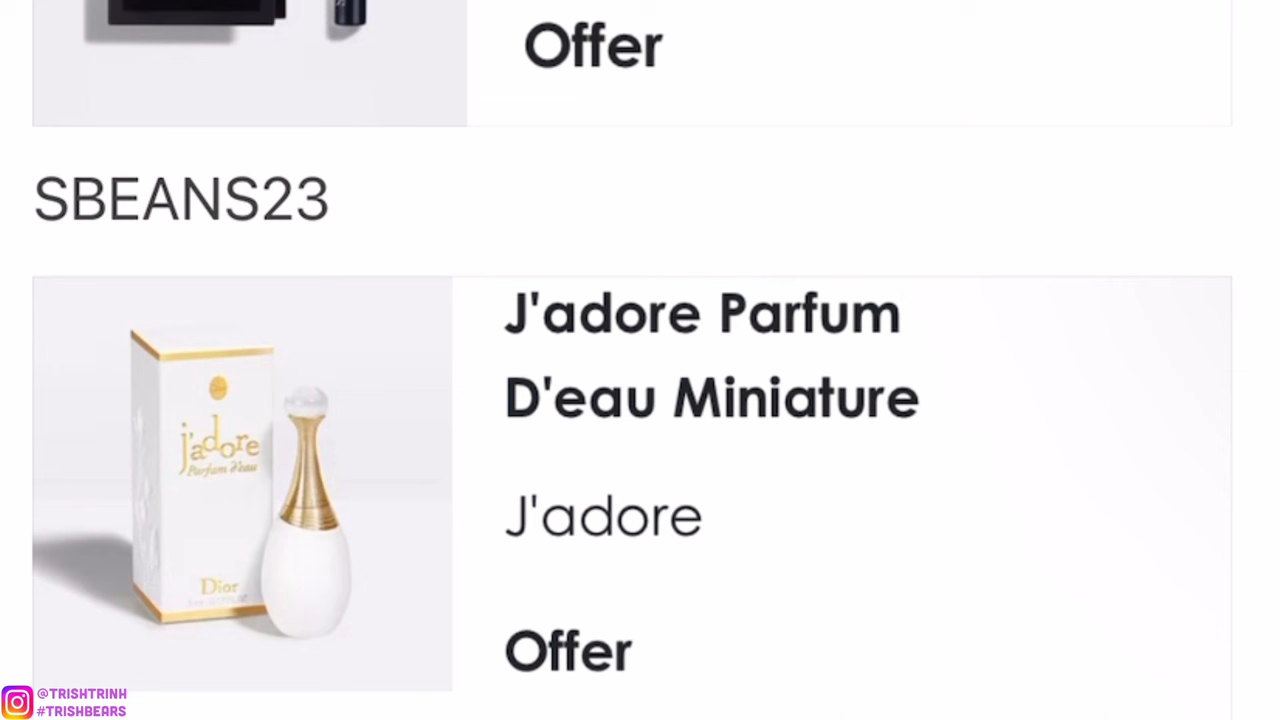 Offer
SBEANS23
J'adore Parfum
D'eau Miniature
J'adore
Offer
j'adore
Parfum d'eau
Dior
@TRISHTRINH
#TRISHBEARS